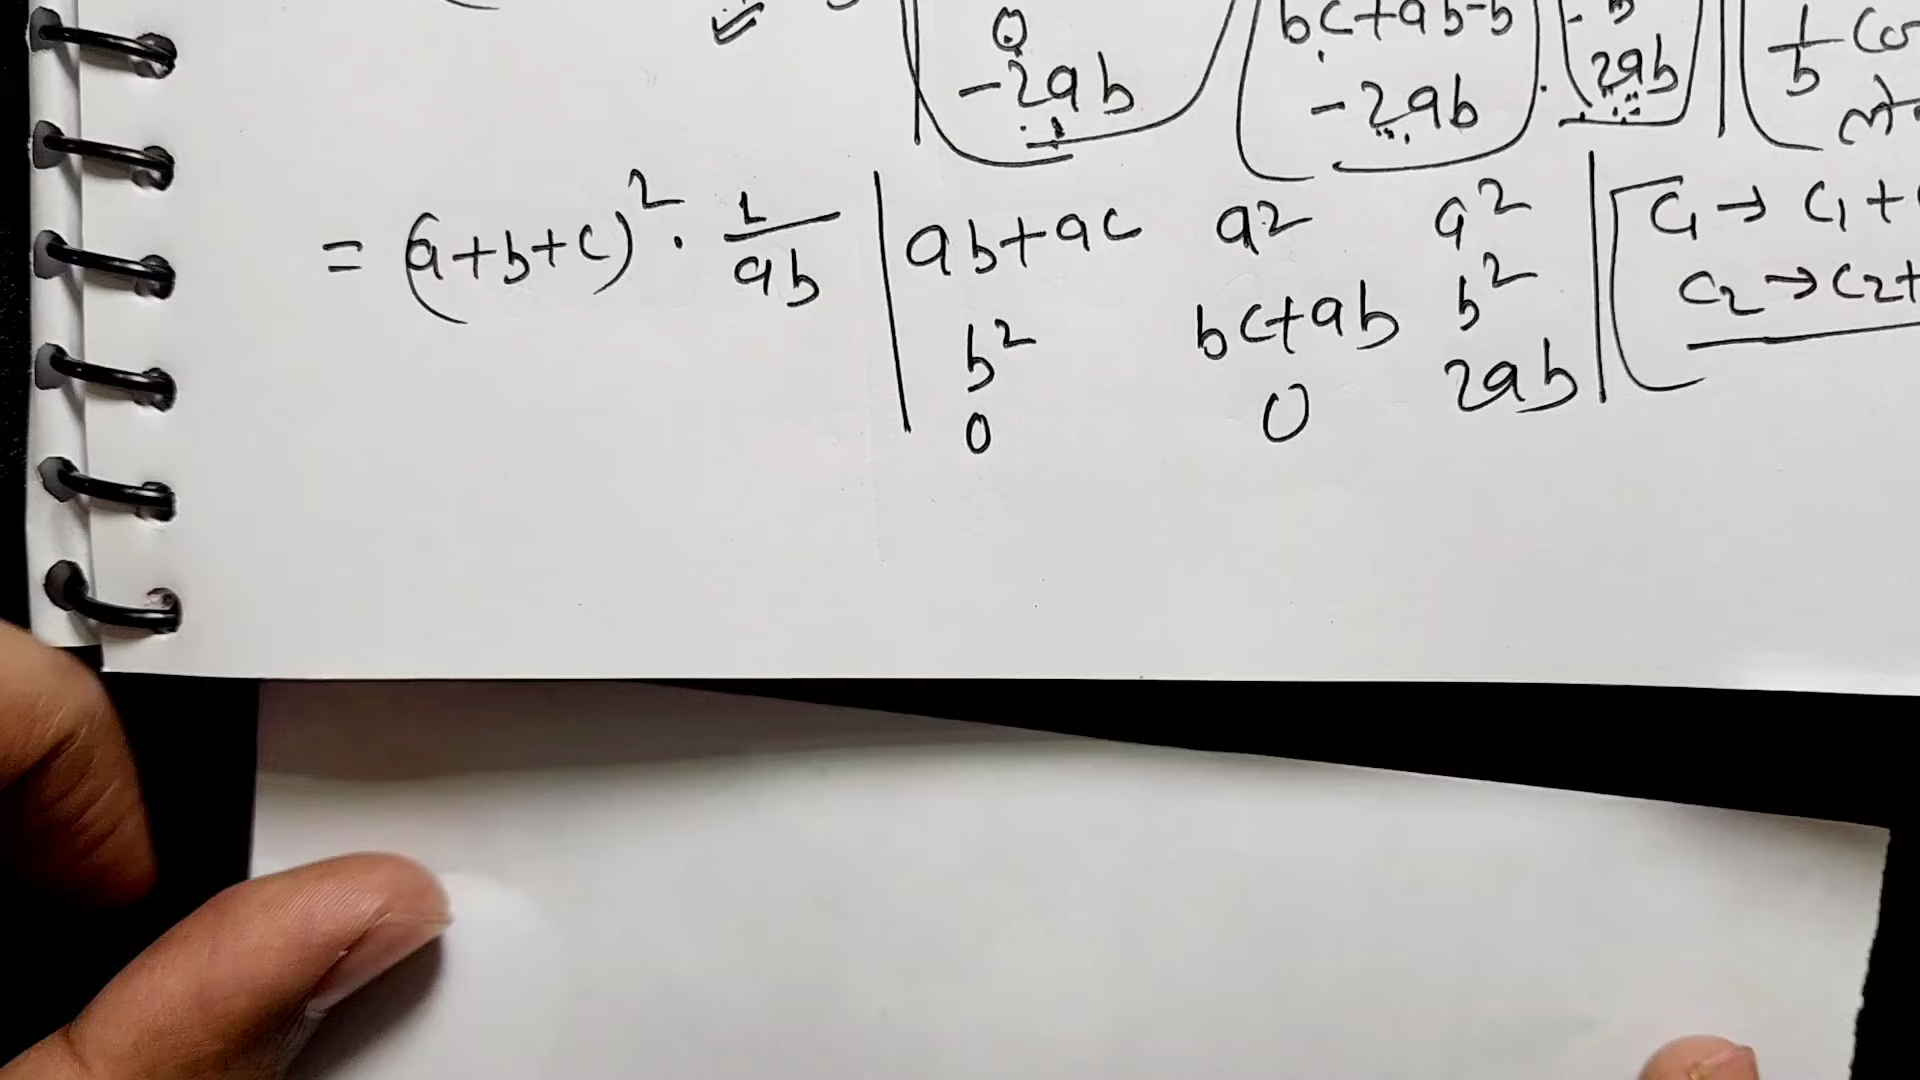 0 bc+ab-b - b
-2ab -2ab 2ab 1/b
= (a+b+c)² · 1/ab | ab+ac a² a² | C₁ → C₁+
b² bc+ab b² C₂ → C₂+
0 0 2ab